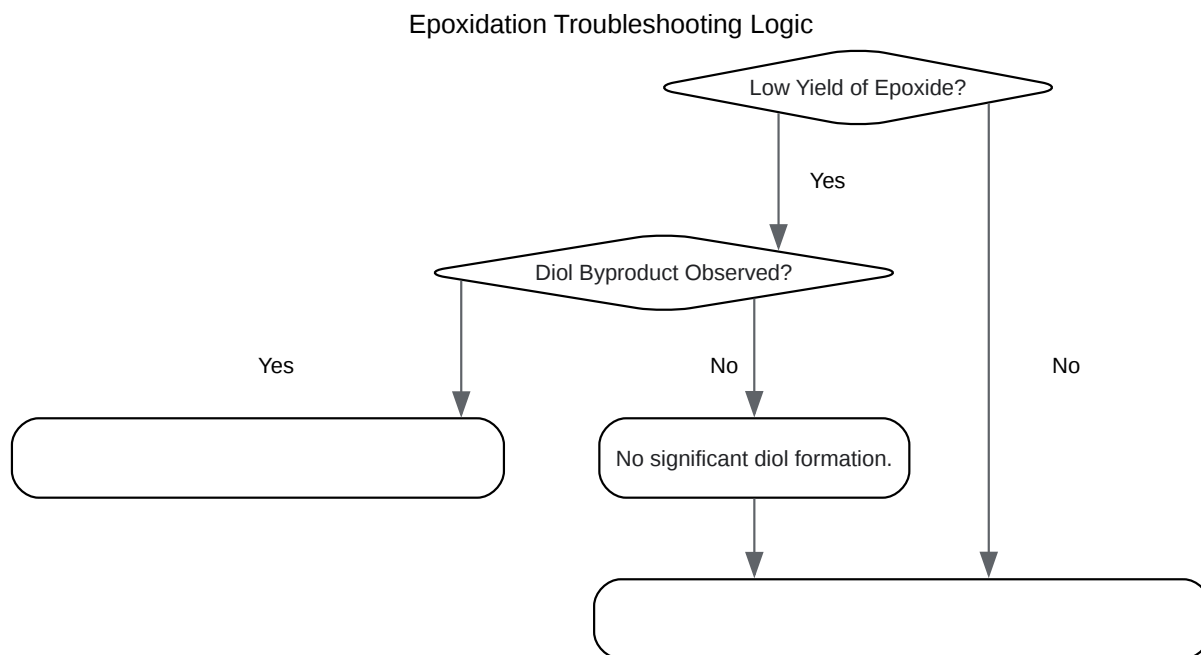 Epoxidation Troubleshooting Logic
Low Yield of Epoxide?
Yes
Diol Byproduct Observed?
Yes
No
No
No significant diol formation.